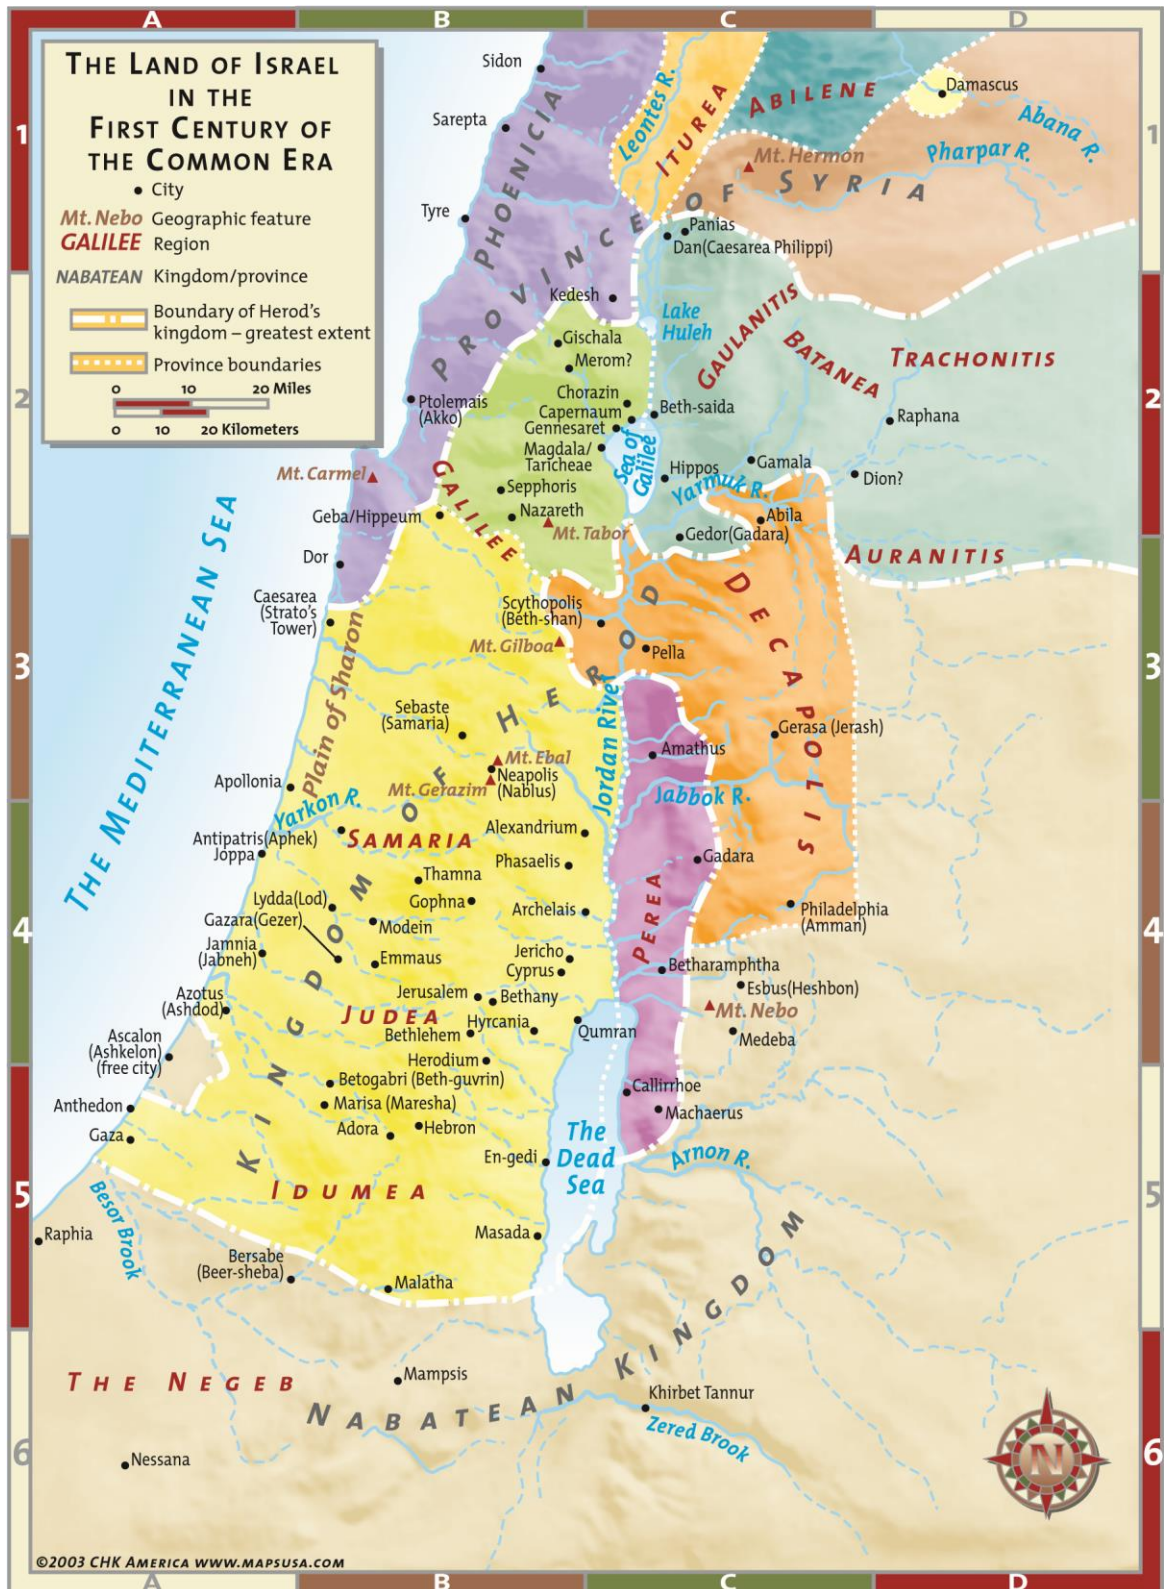 A
B
C
D
1
2
3
4
5
6
THE LAND OF ISRAEL
IN THE
FIRST CENTURY OF
THE COMMON ERA
City
Mt. Nebo Geographic feature
GALILEE Region
NABATEAN Kingdom/province
Boundary of Herod's
kingdom – greatest extent
Province boundaries
0 20 Miles
0 10 20 Kilometers
Sidon
Sarepta
Tyre
PHOENICIA
Leontes R.
ITUREA
ABILENE
Damascus
Abana R.
Pharpar R.
Mt. Hermon
PROVINCE OF SYRIA
Panias
Dan(Caesarea Philippi)
Kedesh
Lake
Huleh
GAULANITIS
BATANEA
TRACHONITIS
Gischala
Merom?
Chorazin
Capernaum
Gennesaret
Magdala/
Taricheae
Beth-saida
Sea of
Galilee
Raphana
Ptolemais
(Akko)
Mt. Carmel
GALILEE
Sepphoris
Nazareth
Mt. Tabor
Hippos
Gamala
Yarmuk R.
Dion?
Abila
Gedor(Gadara)
AURANITIS
Geba/Hippeum
Dor
THE MEDITERRANEAN SEA
Caesarea
(Strato's
Tower)
Scythopolis
(Beth-shan)
Mt. Gilboa
Pella
DECAPOLIS
Plain of Sharon
KINGDOM OF HEROD
Sebaste
(Samaria)
Jordan River
Amathus
Gerasa (Jerash)
Mt. Ebal
Neapolis
(Nablus)
Mt. Gerazim
Jabbok R.
Apollonia
Yarkon R.
Antipatris(Aphek)
Joppa
SAMARIA
Alexandrium
Phasaelis
Gadara
Thamna
Gophna
Lydda(Lod)
Gazara(Gezer)
Modein
Archelais
PEREA
Philadelphia
(Amman)
Jamnia
(Jabneh)
Emmaus
Jericho
Cyprus
Betharamphtha
Esbus(Heshbon)
Mt. Nebo
Medeba
Azotus
(Ashdod)
JUDEA
Jerusalem
Bethany
Hyrcania
Bethlehem
Qumran
Herodium
Ascalon
(Ashkelon)
(free city)
Betogabri (Beth-guvrin)
Marisa (Maresha)
Adora
Hebron
Callirrhoe
Machaerus
Anthedon
Gaza
The
Dead
Sea
En-gedi
Arnon R.
IDUMEA
Besor Brook
Raphia
Bersabe
(Beer-sheba)
Malatha
Masada
THE NEGEB
Mampsis
NABATEAN KINGDOM
Khirbet Tannur
Zered Brook
Nessana
N
©2003 CHK AMERICA WWW.MAPSUSA.COM
A
B
C
D
1
2
3
4
5
6